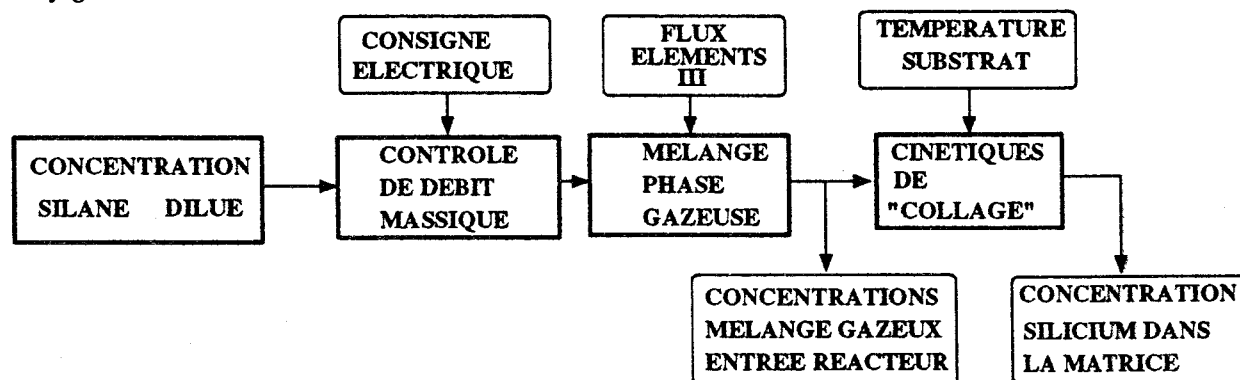 CONSIGNE
ELECTRIQUE
FLUX
ELEMENTS
III
TEMPERATURE
SUBSTRAT
CONCENTRATION
SILANE DILUE
CONTROLE
DE DEBIT
MASSIQUE
MELANGE
PHASE
GAZEUSE
CINETIQUES
DE
"COLLAGE"
CONCENTRATIONS
MELANGE GAZEUX
ENTREE REACTEUR
CONCENTRATION
SILICIUM DANS
LA MATRICE